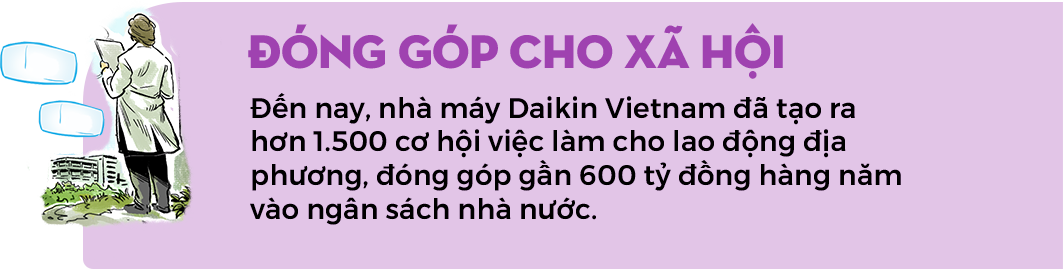 ĐÓNG GÓP CHO XÃ HỘI
Đến nay, nhà máy Daikin Vietnam đã tạo ra
hơn 1.500 cơ hội việc làm cho lao động địa
phương, đóng góp gần 600 tỷ đồng hàng năm
vào ngân sách nhà nước.